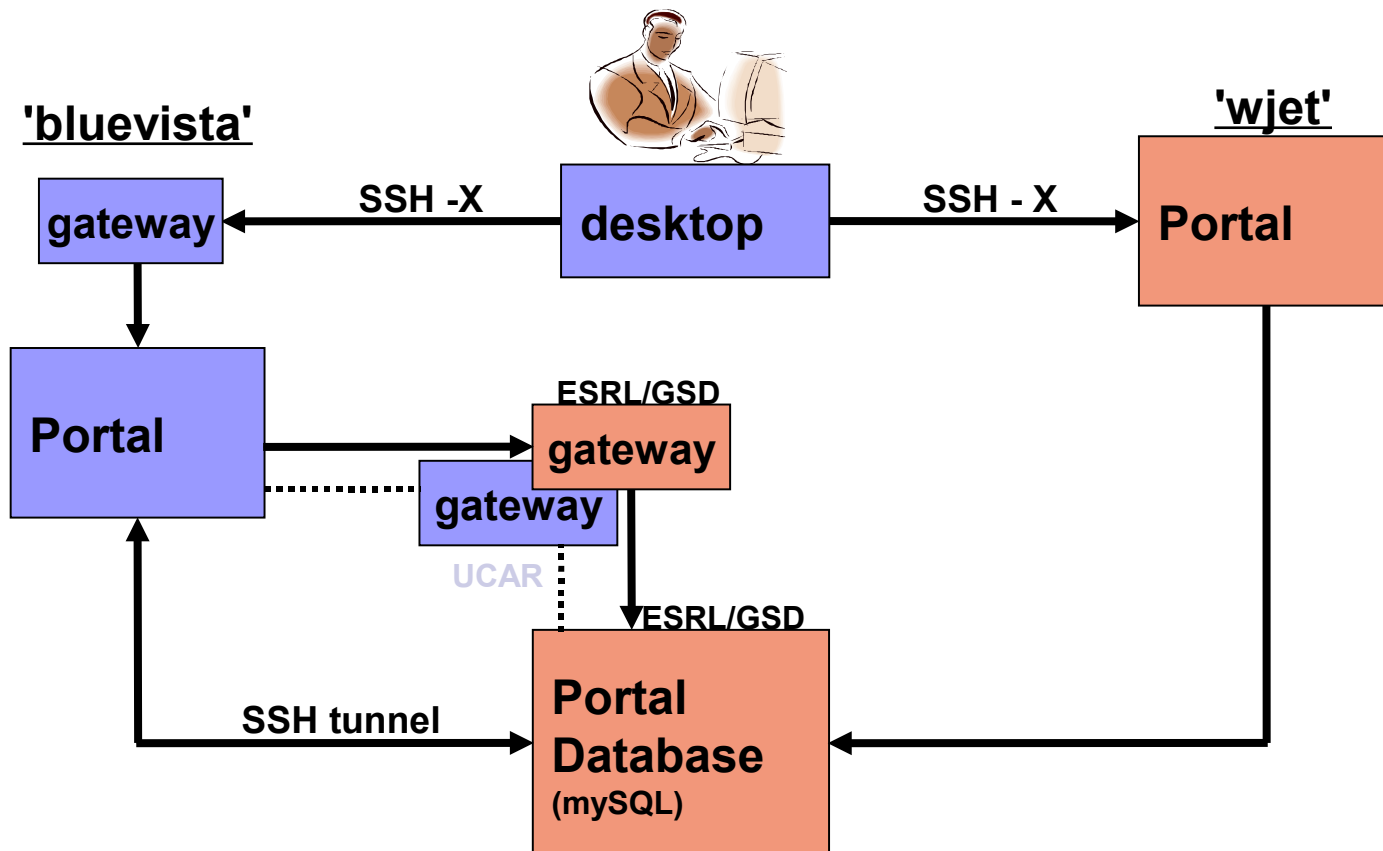 'bluevista'
'wjet'
gateway
SSH -X
desktop
SSH - X
Portal
Portal
ESRL/GSD
gateway
gateway
UCAR
ESRL/GSD
Portal
Database
(mySQL)
SSH tunnel